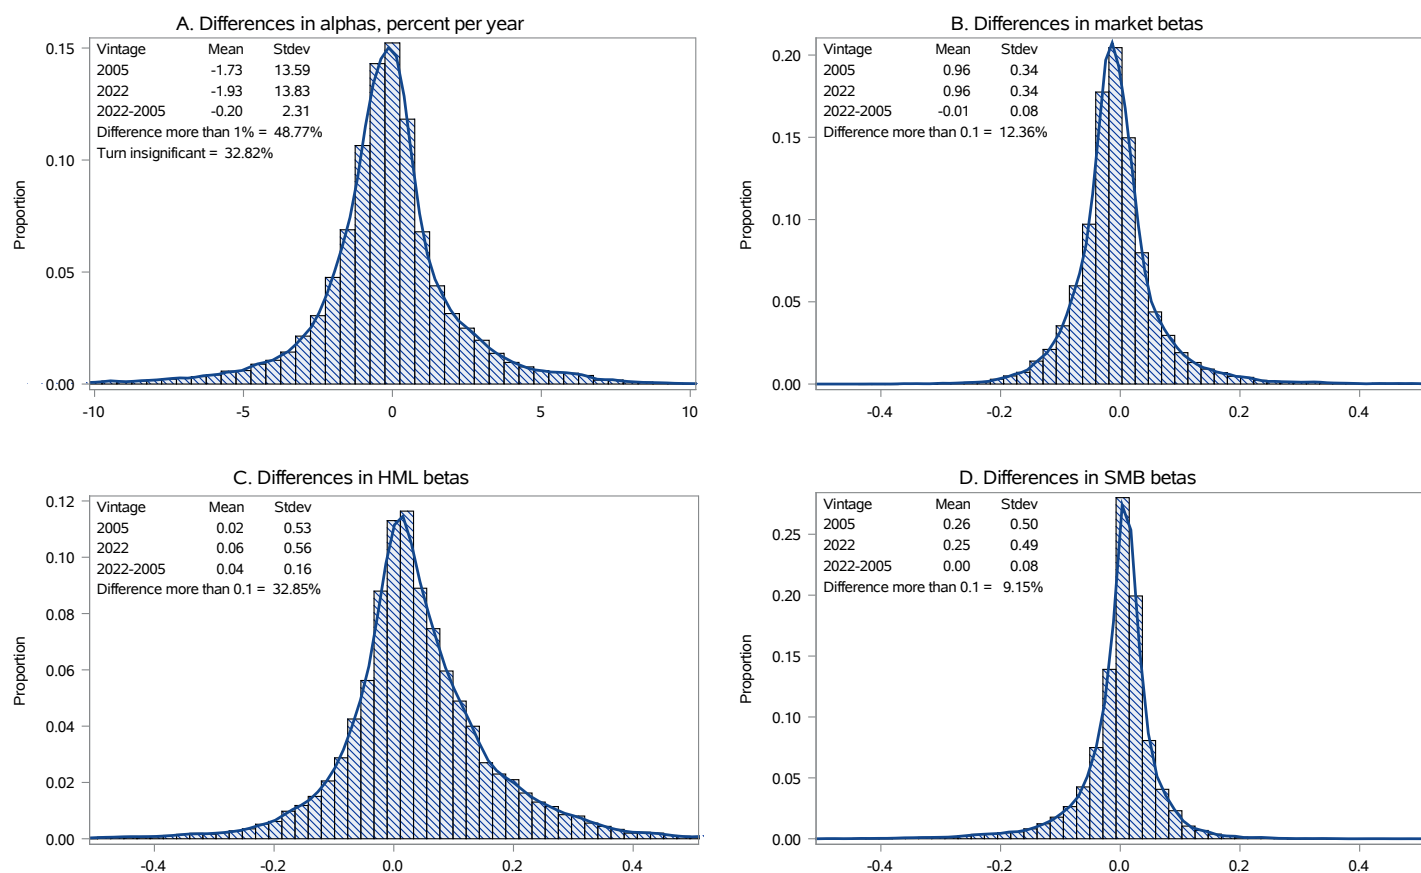 A. Differences in alphas, percent per year
Vintage Mean Stdev
2005 -1.73 13.59
2022 -1.93 13.83
2022-2005 -0.20 2.31
Difference more than 1% = 48.77%
Turn insignificant = 32.82%
Proportion
0.15
0.10
0.05
0.00
-10 -5 0 5 10
B. Differences in market betas
Vintage Mean Stdev
2005 0.96 0.34
2022 0.96 0.34
2022-2005 -0.01 0.08
Difference more than 0.1 = 12.36%
Proportion
0.20
0.15
0.10
0.05
0.00
-0.4 -0.2 0.0 0.2 0.4
C. Differences in HML betas
Vintage Mean Stdev
2005 0.02 0.53
2022 0.06 0.56
2022-2005 0.04 0.16
Difference more than 0.1 = 32.85%
Proportion
0.12
0.10
0.08
0.06
0.04
0.02
0.00
-0.4 -0.2 0.0 0.2 0.4
D. Differences in SMB betas
Vintage Mean Stdev
2005 0.26 0.50
2022 0.25 0.49
2022-2005 0.00 0.08
Difference more than 0.1 = 9.15%
Proportion
0.25
0.20
0.15
0.10
0.05
0.00
-0.4 -0.2 0.0 0.2 0.4